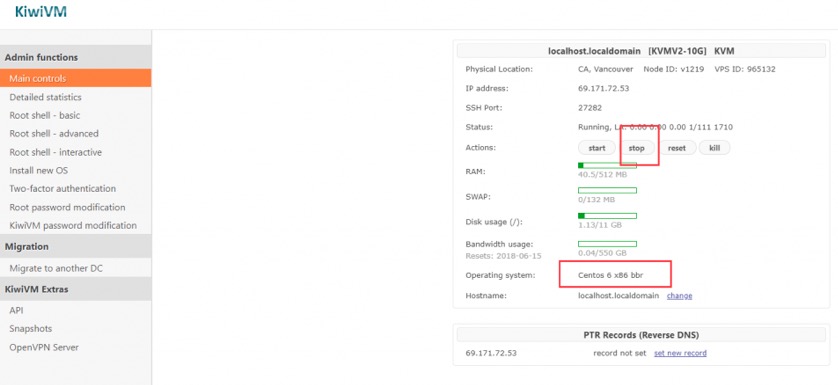 KiwiVM
Admin functions
Main controls
Detailed statistics
Root shell - basic
Root shell - advanced
Root shell - interactive
Install new OS
Two-factor authentication
Root password modification
KiwiVM password modification
Migration
Migrate to another DC
KiwiVM Extras
API
Snapshots
OpenVPN Server
localhost.localdomain [KVMV2-10G] KVM
Physical Location: CA, Vancouver Node ID: v1219 VPS ID: 965132
IP address: 69.171.72.53
SSH Port: 27282
Status: Running, LA: 0.00 0.00 0.00 1/111 1710
Actions: start stop reset kill
RAM:
40.5/512 MB
SWAP:
0/132 MB
Disk usage (/):
1.13/11 GB
Bandwidth usage:
Resets: 2018-06-15 0.04/550 GB
Operating system: Centos 6 x86 bbr
Hostname: localhost.localdomain change
PTR Records (Reverse DNS)
69.171.72.53 record not set set new record